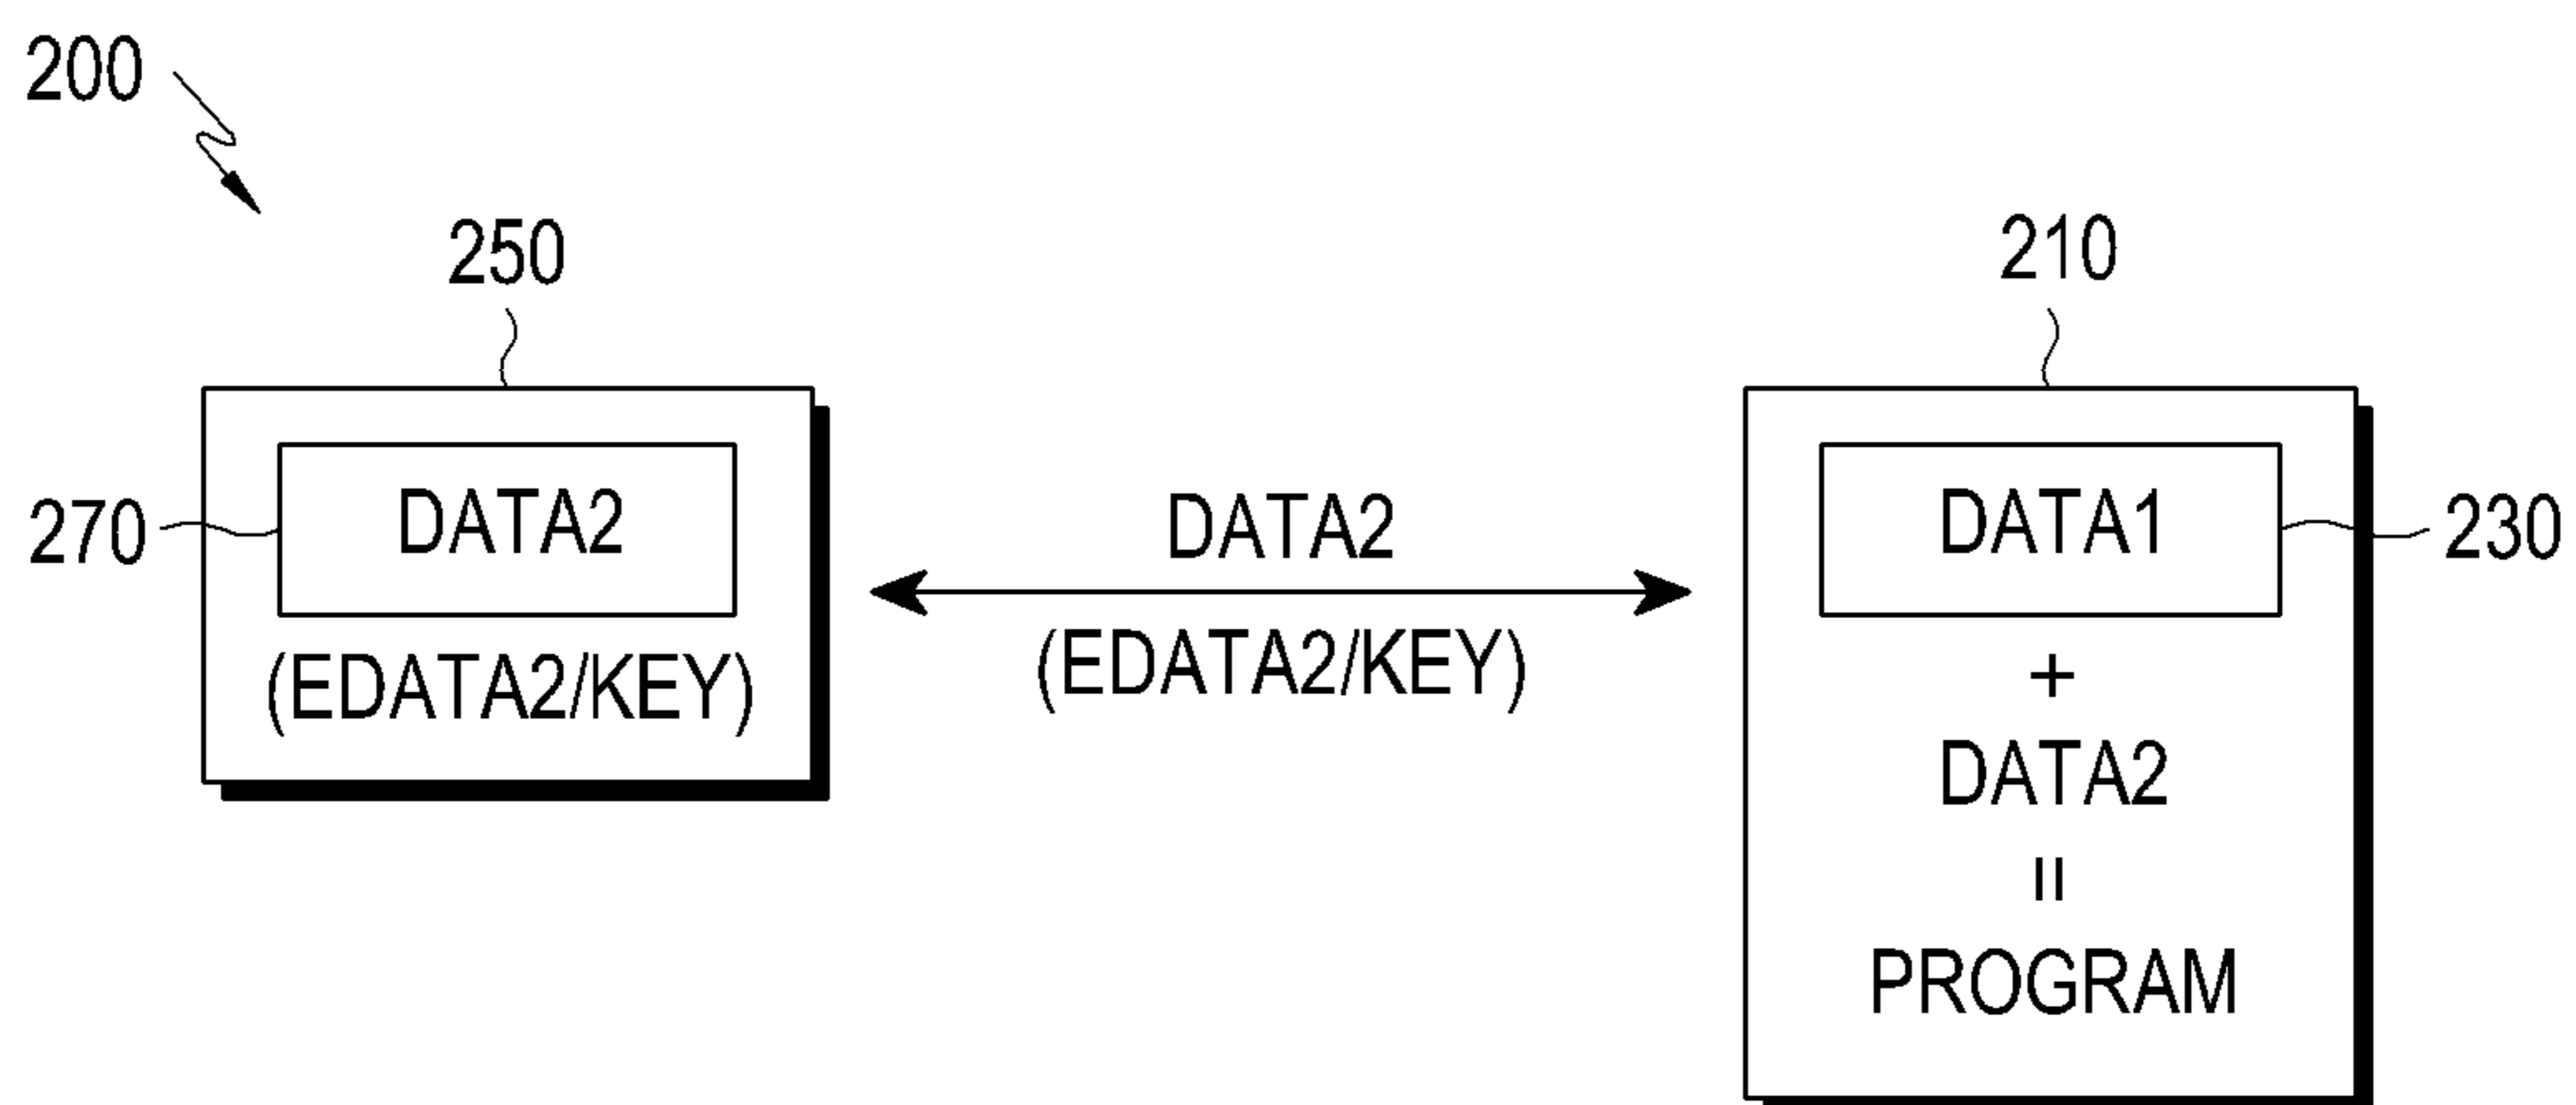 200
250
210
270
DATA2
(EDATA2/KEY)
DATA2
(EDATA2/KEY)
DATA1
230
+
DATA2
=
PROGRAM